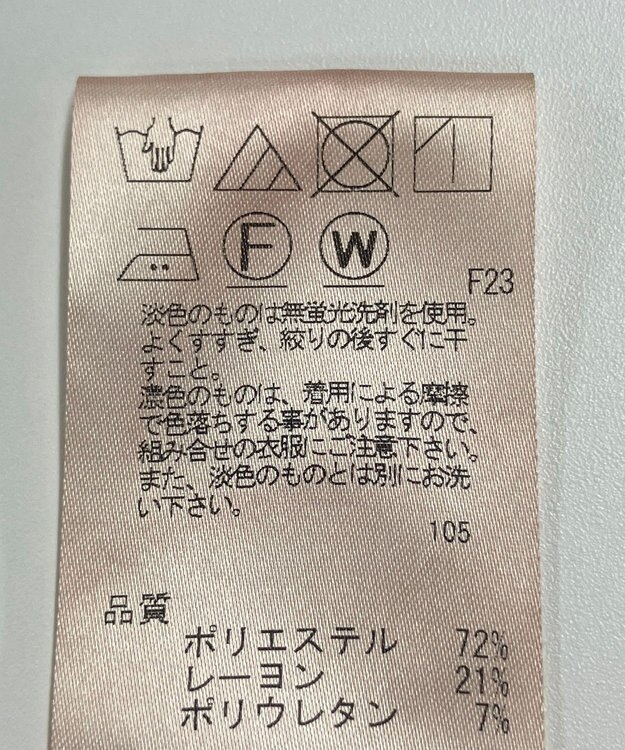 F W
F23
淡色のものは無蛍光洗剤を使用。
よくすすぎ、絞りの後すぐに干
すこと。
濃色のものは、着用による摩擦
で色落ちする事がありますので、
組み合せの衣服にご注意下さい。
また、淡色のものとは別にお洗
い下さい。
105
品質
ポリエステル 72%
レーヨン 21%
ポリウレタン 7%